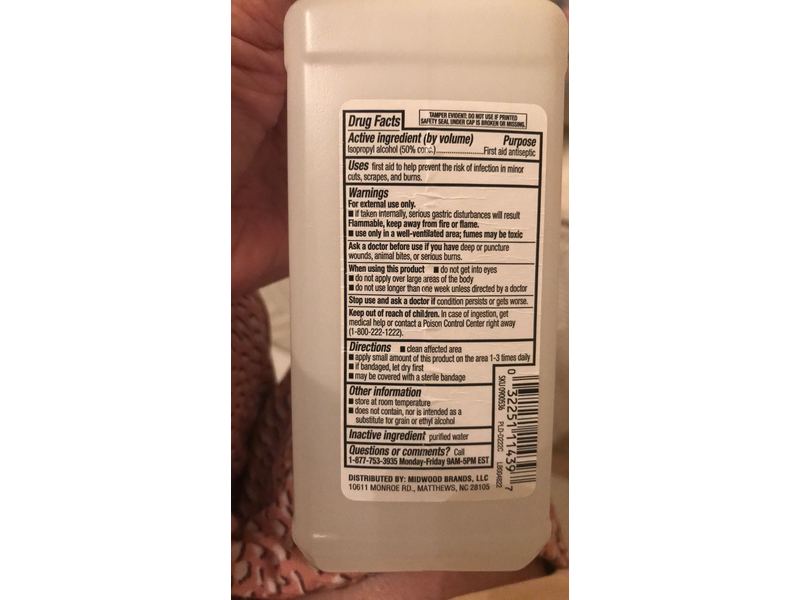 Drug Facts
TAMPER EVIDENT: DO NOT USE IF PRINTED
SAFETY SEAL UNDER CAP IS BROKEN OR MISSING.
Active ingredient (by volume) Purpose
Isopropyl alcohol (50% conc.)......................First aid antiseptic
Uses first aid to help prevent the risk of infection in minor
cuts, scrapes, and burns.
Warnings
For external use only.
■ if taken internally, serious gastric disturbances will result
Flammable, keep away from fire or flame.
■ use only in a well-ventilated area; fumes may be toxic
Ask a doctor before use if you have deep or puncture
wounds, animal bites, or serious burns.
When using this product ■ do not get into eyes
■ do not apply over large areas of the body
■ do not use longer than one week unless directed by a doctor
Stop use and ask a doctor if condition persists or gets worse.
Keep out of reach of children. In case of ingestion, get
medical help or contact a Poison Control Center right away
(1-800-222-1222).
Directions ■ clean affected area
■ apply small amount of this product on the area 1-3 times daily
■ if bandaged, let dry first
■ may be covered with a sterile bandage
Other information
■ store at room temperature
■ does not contain, nor is intended as a
substitute for grain or ethyl alcohol
Inactive ingredient purified water
Questions or comments? Call
1-877-753-3935 Monday-Friday 9AM-5PM EST
DISTRIBUTED BY: MIDWOOD BRANDS, LLC
10611 MONROE RD., MATTHEWS, NC 28105
0 32251 11439 7
SKU 0900536 PLD-0222C LB004822